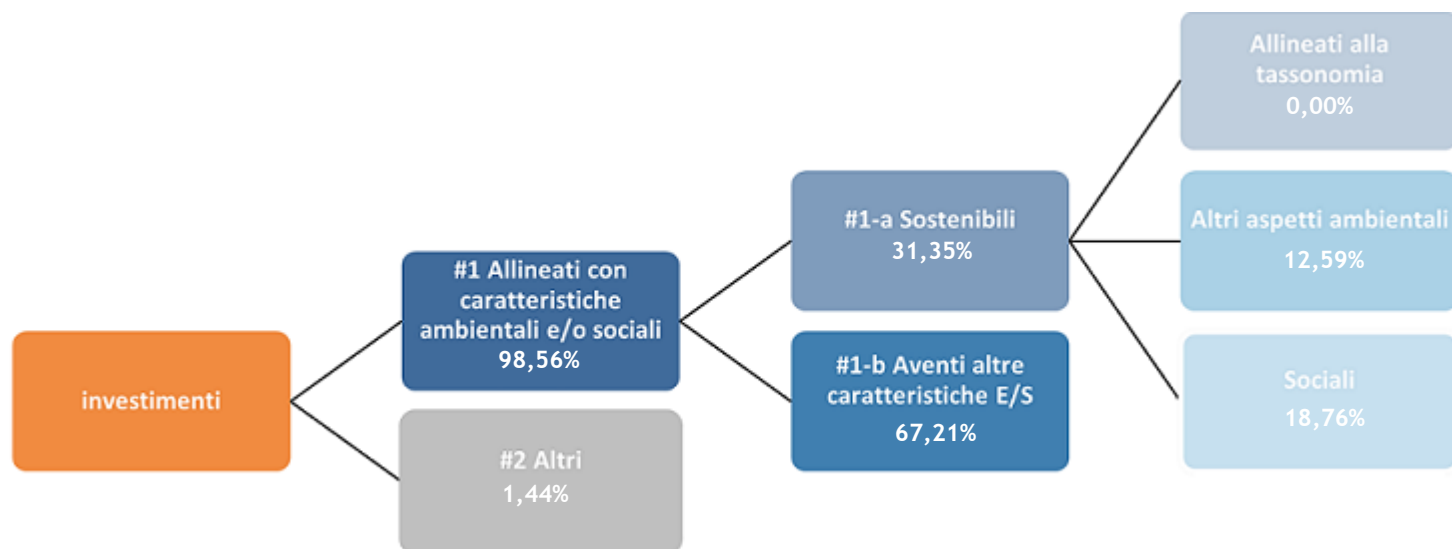 investimenti
#1 Allineati con
caratteristiche
ambientali e/o sociali
98,56%
#2 Altri
1,44%
#1-a Sostenibili
31,35%
#1-b Aventi altre
caratteristiche E/S
67,21%
Allineati alla
tassonomia
0,00%
Altri aspetti ambientali
12,59%
Sociali
18,76%